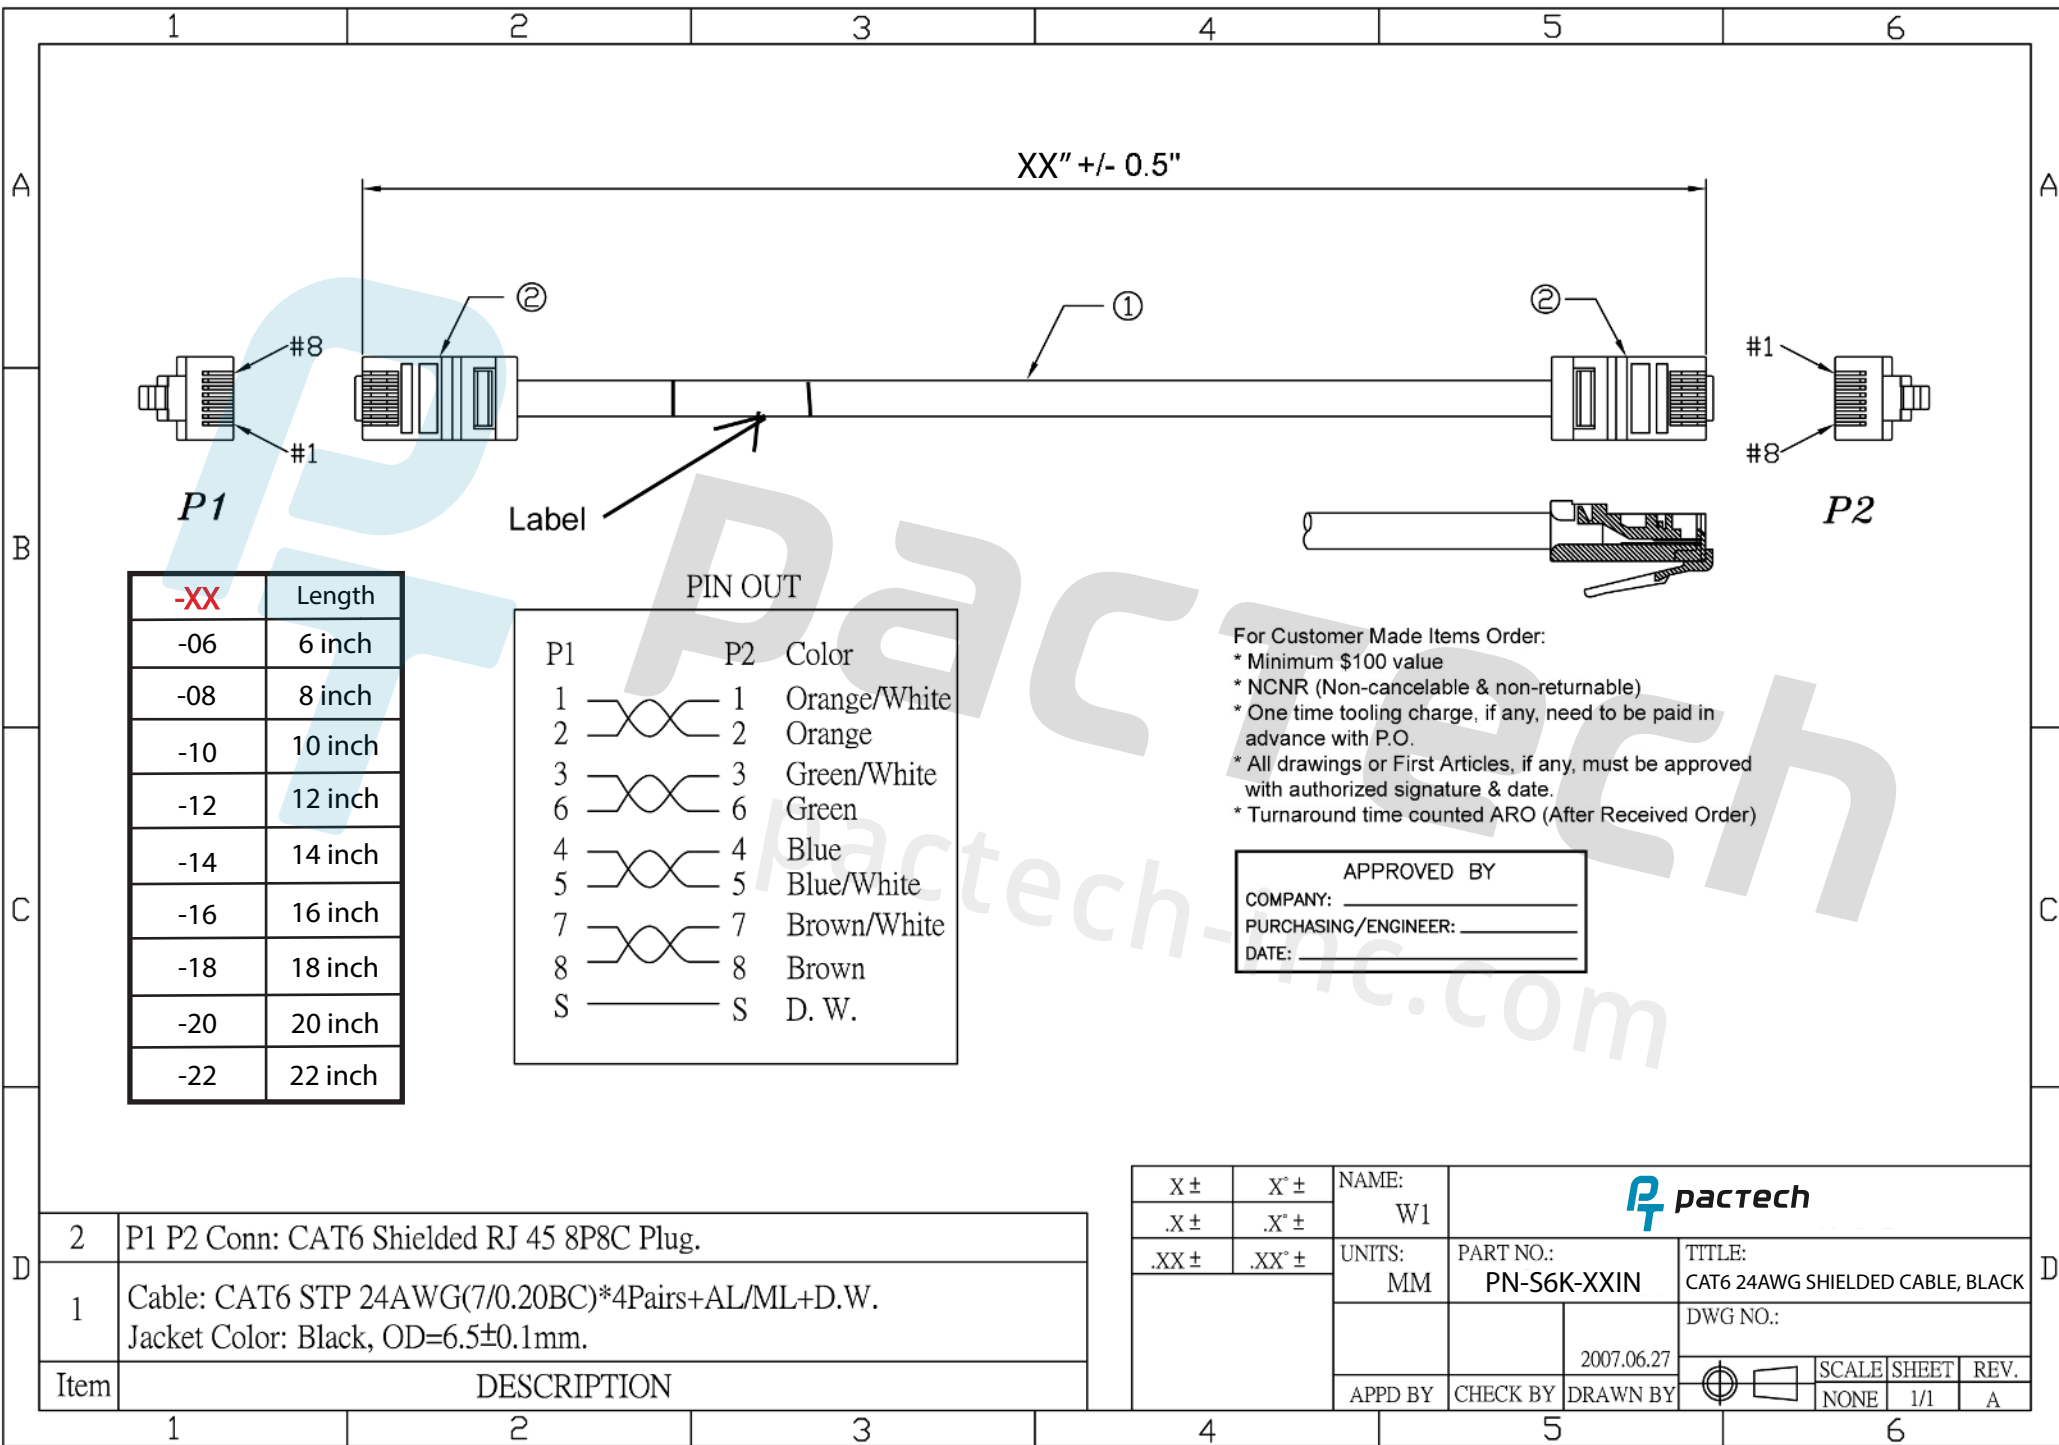 1 2 3 4 5 6
A A
XX" +/- 0.5"
② ① ②
#8 #1
#1 #8
P1 P2
Label
B
-XX Length
-06 6 inch
-08 8 inch
-10 10 inch
-12 12 inch
-14 14 inch
-16 16 inch
-18 18 inch
-20 20 inch
-22 22 inch
PIN OUT
P1 P2 Color
1 1 Orange/White
2 2 Orange
3 3 Green/White
6 6 Green
4 4 Blue
5 5 Blue/White
7 7 Brown/White
8 8 Brown
S S D. W.
For Customer Made Items Order:
* Minimum $100 value
* NCNR (Non-cancelable & non-returnable)
* One time tooling charge, if any, need to be paid in
advance with P.O.
* All drawings or First Articles, if any, must be approved
with authorized signature & date.
* Turnaround time counted ARO (After Received Order)
APPROVED BY
COMPANY:
PURCHASING/ENGINEER:
DATE:
C C
PT pacTech
pactech-inc.com
D D
2 P1 P2 Conn: CAT6 Shielded RJ 45 8P8C Plug.
1 Cable: CAT6 STP 24AWG(7/0.20BC)*4Pairs+AL/ML+D.W.
Jacket Color: Black, OD=6.5±0.1mm.
Item DESCRIPTION
X ± X° ±
.X ± .X° ±
.XX ± .XX° ±
NAME:
W1
PT pacTech
UNITS:
MM
PART NO.:
PN-S6K-XXIN
TITLE:
CAT6 24AWG SHIELDED CABLE, BLACK
DWG NO.:
2007.06.27
APPD BY CHECK BY DRAWN BY
SCALE SHEET REV.
NONE 1/1 A
1 2 3 4 5 6